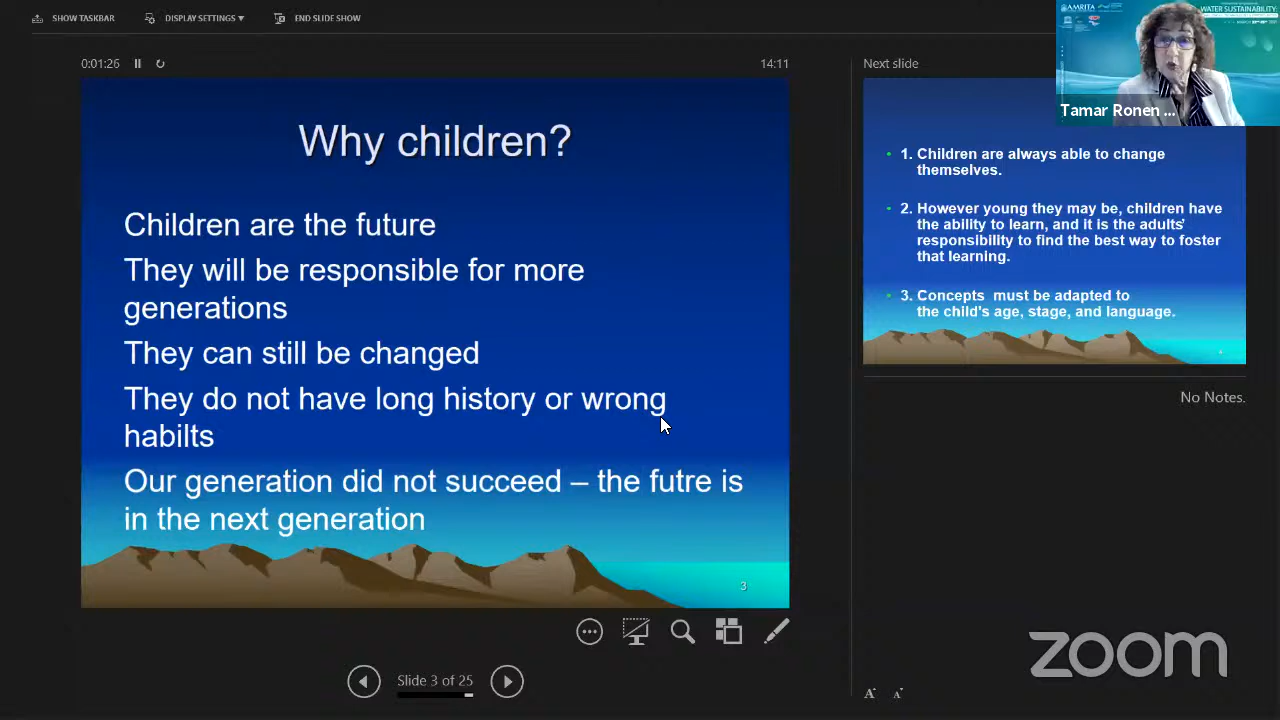 SHOW TASKBAR
DISPLAY SETTINGS ▾
END SLIDE SHOW
0:01:26
14:11
Next slide
AMRITA
WATER SUSTAINABILITY
Tamar Ronen ...
Why children?
Children are the future
They will be responsible for more
generations
They can still be changed
They do not have long history or wrong
habilts
Our generation did not succeed – the futre is
in the next generation
3
• 1. Children are always able to change
themselves.
• 2. However young they may be, children have
the ability to learn, and it is the adults'
responsibility to find the best way to foster
that learning.
• 3. Concepts must be adapted to
the child's age, stage, and language.
No Notes.
Slide 3 of 25
A A
zoom